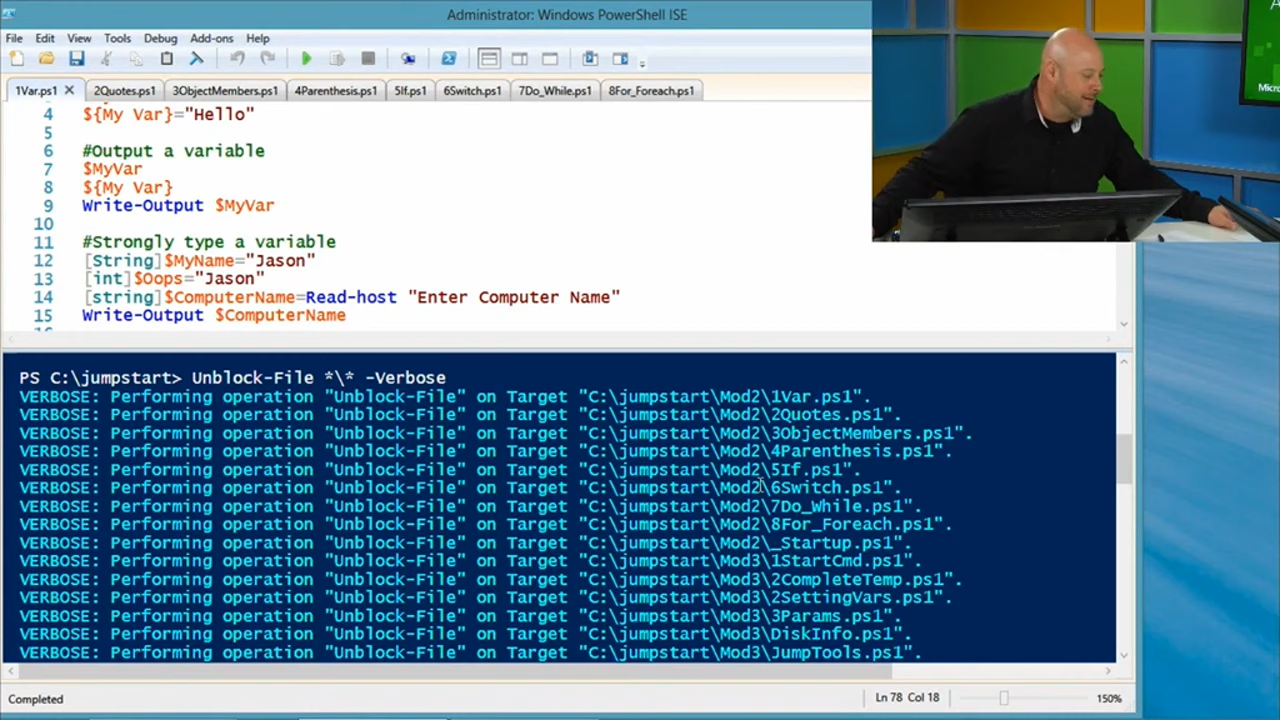 Administrator: Windows PowerShell ISE
File Edit View Tools Debug Add-ons Help
1Var.ps1 2Quotes.ps1 3ObjectMembers.ps1 4Parenthesis.ps1 5If.ps1 6Switch.ps1 7Do_While.ps1 8For_Foreach.ps1
4 ${My Var}="Hello"
5
6 #Output a variable
7 $MyVar
8 ${My Var}
9 Write-Output $MyVar
10
11 #Strongly type a variable
12 [String]$MyName="Jason"
13 [int]$Oops="Jason"
14 [string]$ComputerName=Read-host "Enter Computer Name"
15 Write-Output $ComputerName
PS C:\jumpstart> Unblock-File *\* -Verbose
VERBOSE: Performing operation "Unblock-File" on Target "C:\jumpstart\Mod2\1Var.ps1".
VERBOSE: Performing operation "Unblock-File" on Target "C:\jumpstart\Mod2\2Quotes.ps1".
VERBOSE: Performing operation "Unblock-File" on Target "C:\jumpstart\Mod2\3ObjectMembers.ps1".
VERBOSE: Performing operation "Unblock-File" on Target "C:\jumpstart\Mod2\4Parenthesis.ps1".
VERBOSE: Performing operation "Unblock-File" on Target "C:\jumpstart\Mod2\5If.ps1".
VERBOSE: Performing operation "Unblock-File" on Target "C:\jumpstart\Mod2\6Switch.ps1".
VERBOSE: Performing operation "Unblock-File" on Target "C:\jumpstart\Mod2\7Do_While.ps1".
VERBOSE: Performing operation "Unblock-File" on Target "C:\jumpstart\Mod2\8For_Foreach.ps1".
VERBOSE: Performing operation "Unblock-File" on Target "C:\jumpstart\Mod2\_Startup.ps1".
VERBOSE: Performing operation "Unblock-File" on Target "C:\jumpstart\Mod3\1StartCmd.ps1".
VERBOSE: Performing operation "Unblock-File" on Target "C:\jumpstart\Mod3\2CompleteTemp.ps1".
VERBOSE: Performing operation "Unblock-File" on Target "C:\jumpstart\Mod3\2SettingVars.ps1".
VERBOSE: Performing operation "Unblock-File" on Target "C:\jumpstart\Mod3\3Params.ps1".
VERBOSE: Performing operation "Unblock-File" on Target "C:\jumpstart\Mod3\DiskInfo.ps1".
VERBOSE: Performing operation "Unblock-File" on Target "C:\jumpstart\Mod3\JumpTools.ps1".
Completed Ln 78 Col 18 150%